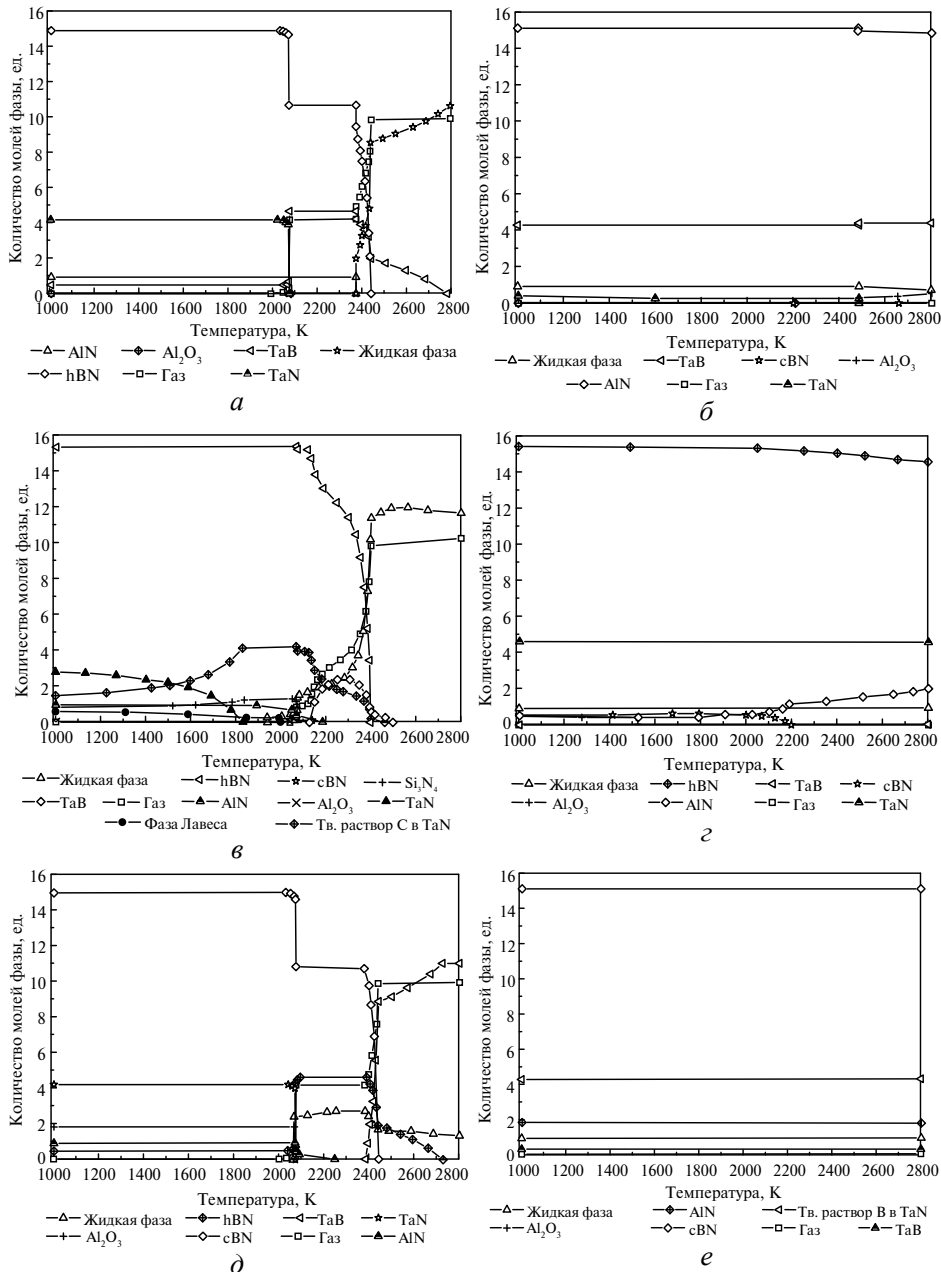 Количество молей фазы, ед.
16
14
12
10
8
6
4
2
0
1000 1200 1400 1600 1800 2000 2200 2400 2600 2800
Температура, К
AlN Al₂O₃ TaB Жидкая фаза
hBN Газ TaN
а
Количество молей фазы, ед.
16
14
12
10
8
6
4
2
0
1000 1200 1400 1600 1800 2000 2200 2400 2600 2800
Температура, К
Жидкая фаза TaB cBN Al₂O₃
AlN Газ TaN
б
Количество молей фазы, ед.
16
14
12
10
8
6
4
2
0
1000 1200 1400 1600 1800 2000 2200 2400 2600 2800
Температура, К
Жидкая фаза hBN cBN Si₃N₄
TaB Газ AlN Al₂O₃ TaN
Фаза Лавеса Тв. раствор C в TaN
в
Количество молей фазы, ед.
16
14
12
10
8
6
4
2
0
1000 1200 1400 1600 1800 2000 2200 2400 2600 2800
Температура, К
Жидкая фаза hBN TaB cBN
Al₂O₃ AlN Газ TaN
г
Количество молей фазы, ед.
16
14
12
10
8
6
4
2
0
1000 1200 1400 1600 1800 2000 2200 2400 2600 2800
Температура, К
Жидкая фаза hBN TaB TaN
Al₂O₃ cBN Газ AlN
д
Количество молей фазы, ед.
16
14
12
10
8
6
4
2
0
1000 1200 1400 1600 1800 2000 2200 2400 2600 2800
Температура, К
Жидкая фаза AlN Тв. раствор B в TaN
Al₂O₃ cBN Газ TaB
е